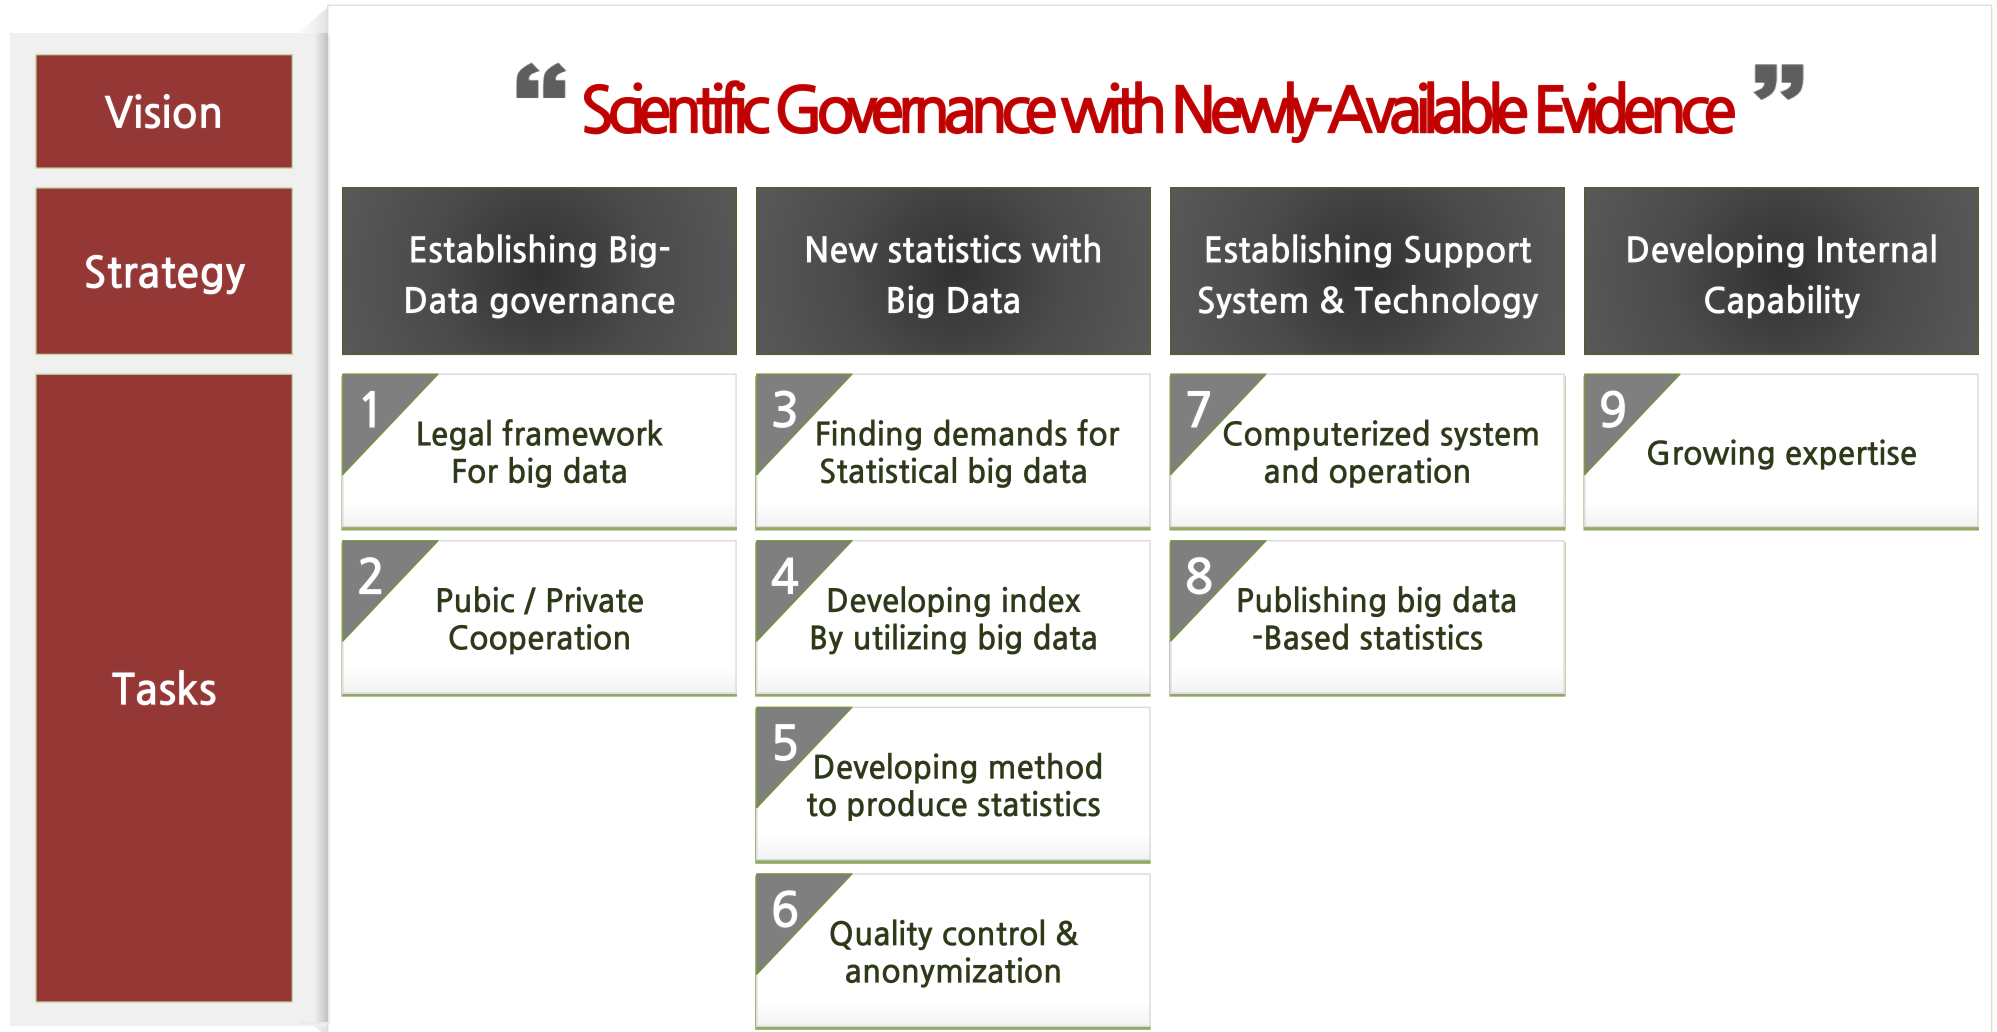 Vision
“ Scientific Governance with Newly-Available Evidence ”
Strategy
Establishing Big-
Data governance
New statistics with
Big Data
Establishing Support
System & Technology
Developing Internal
Capability
Tasks
1
Legal framework
For big data
2
Pubic / Private
Cooperation
3
Finding demands for
Statistical big data
4
Developing index
By utilizing big data
5
Developing method
to produce statistics
6
Quality control &
anonymization
7
Computerized system
and operation
8
Publishing big data
-Based statistics
9
Growing expertise